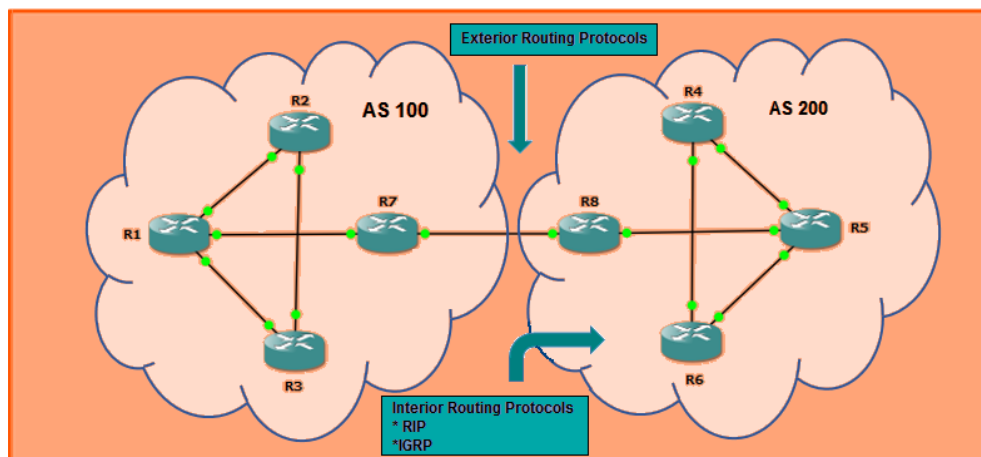 Exterior Routing Protocols
R2
AS 100
R4
AS 200
R7
R8
R1
R5
R3
R6
Interior Routing Protocols
* RIP
*IGRP